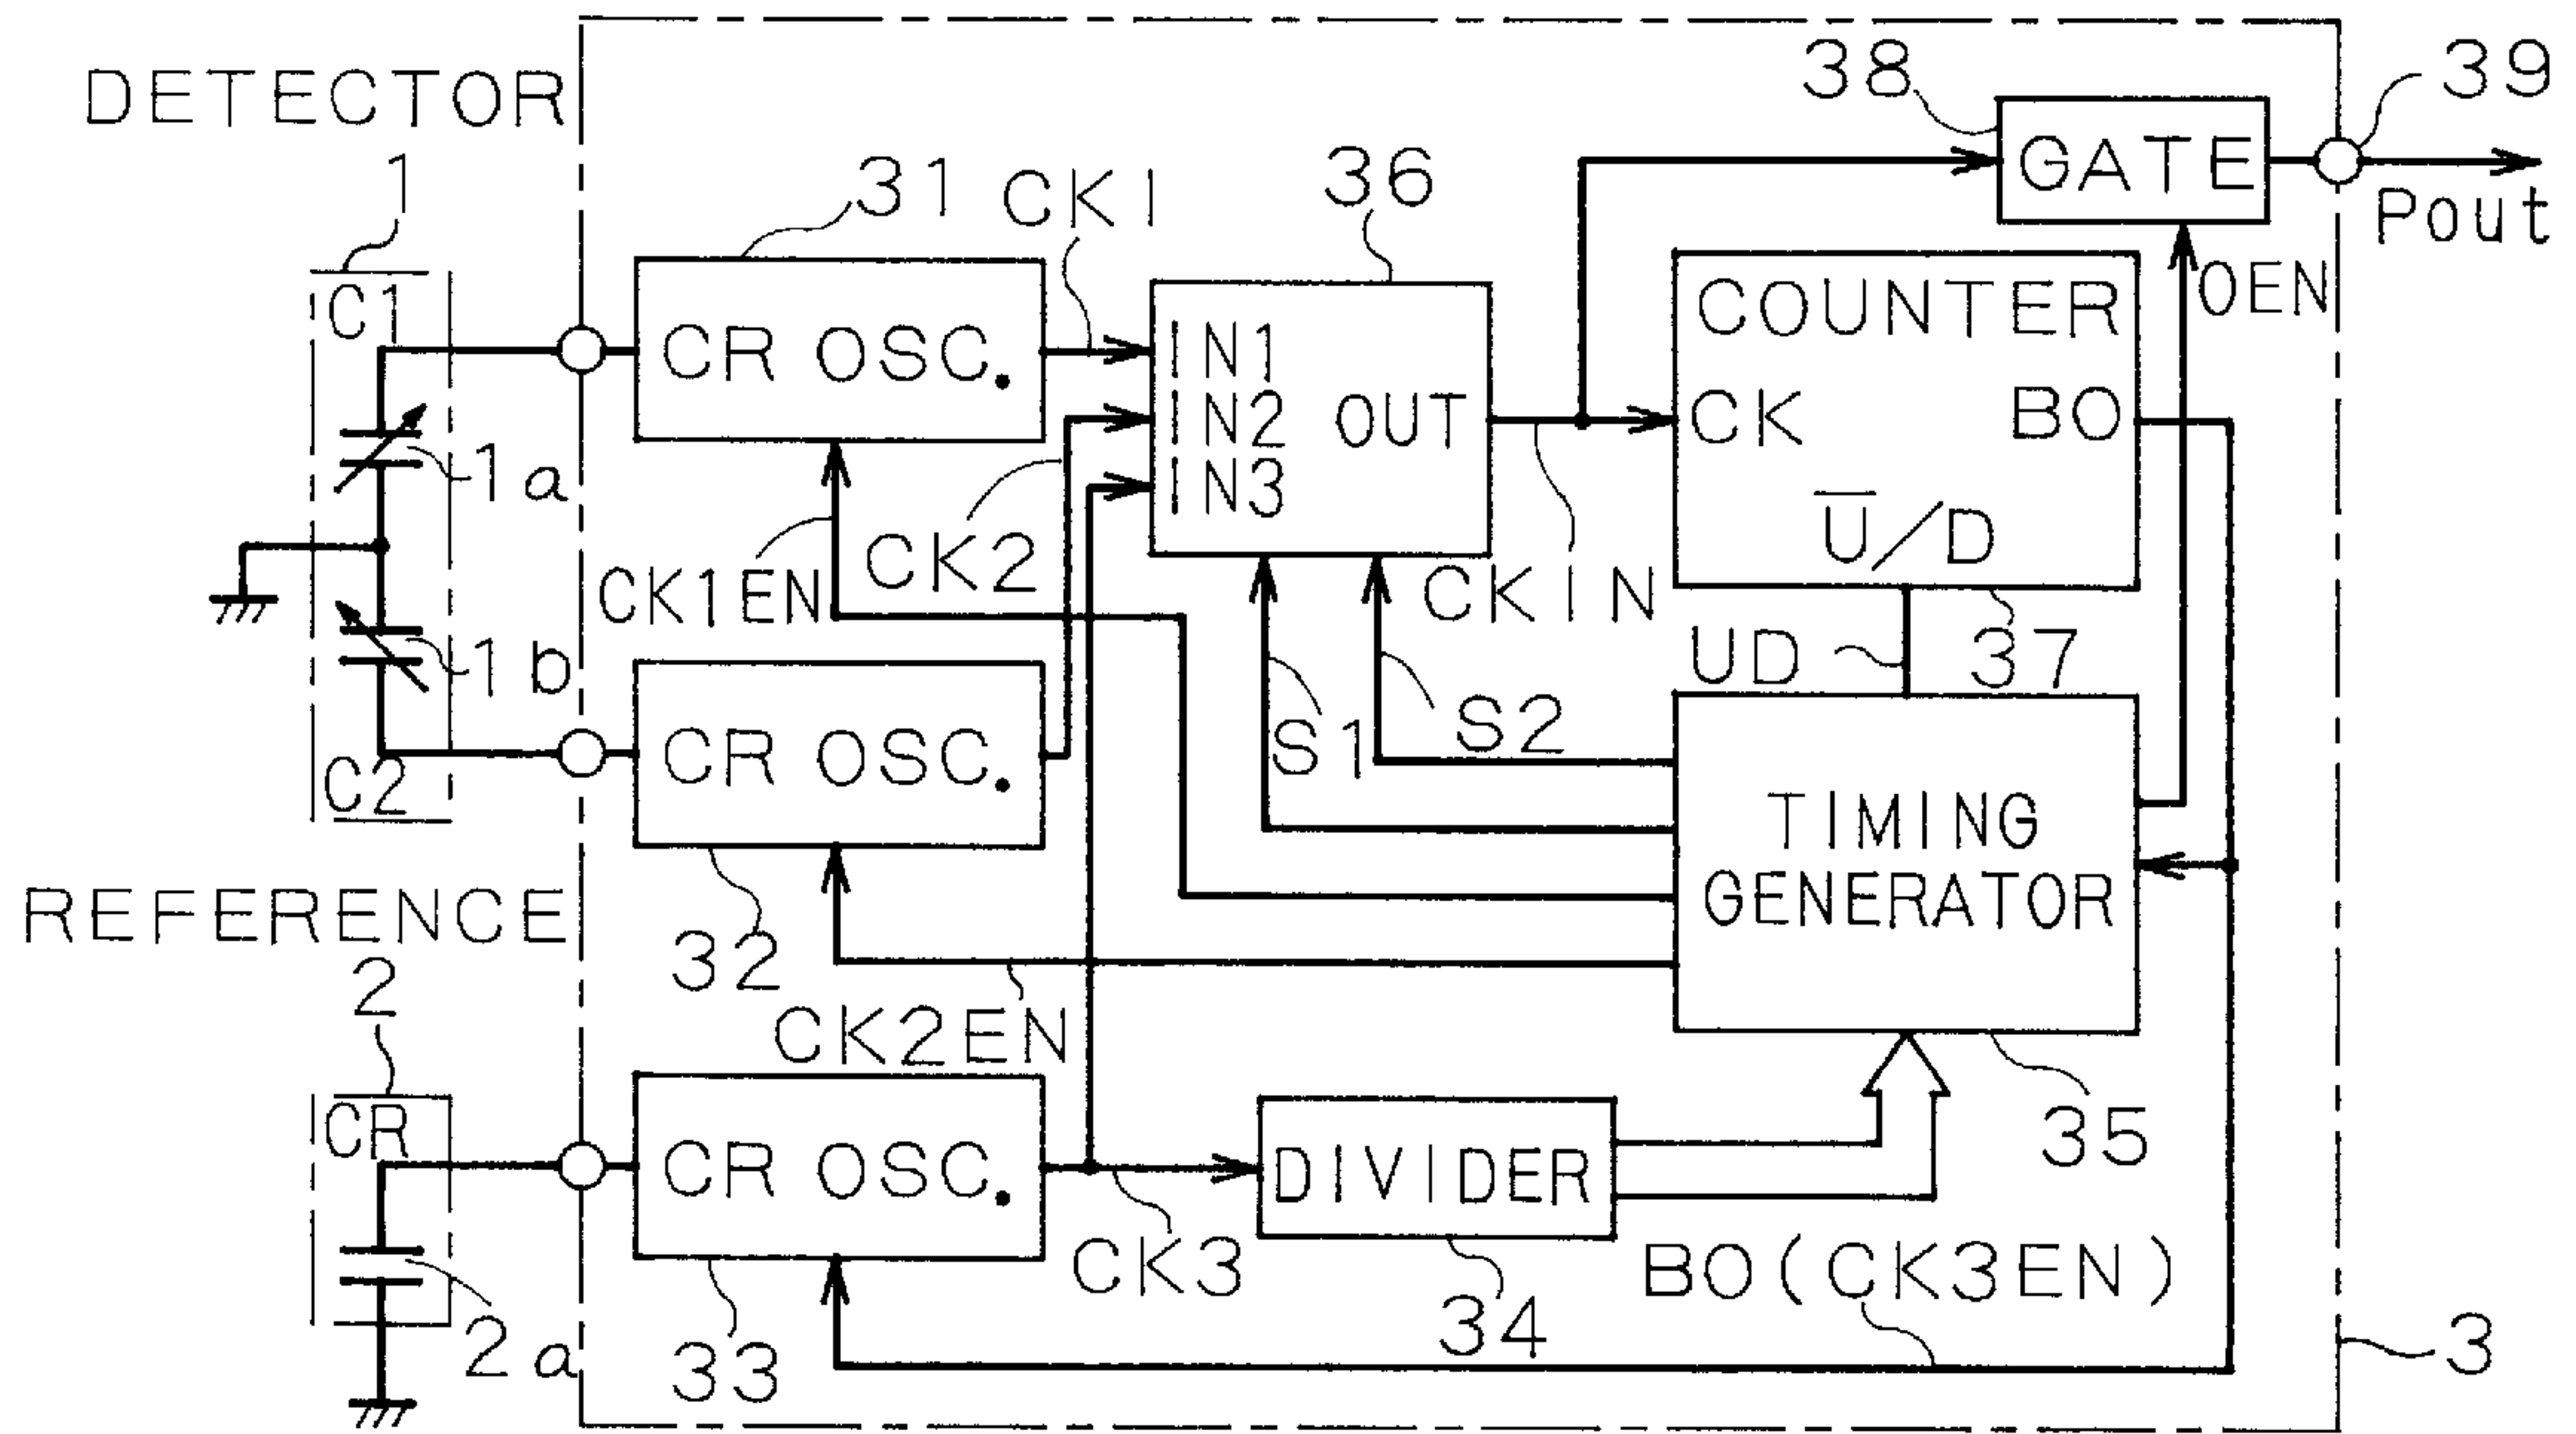 DETECTOR
38
39
GATE
Pout
1
31
CK1
36
C1
CR OSC.
IN1
IN2
IN3
OUT
COUNTER
CK
BO
U̅/D
OEN
1a
CK1EN
CK2
CKIN
UD
37
1b
C2
CR OSC.
S1
S2
TIMING
GENERATOR
REFERENCE
32
CK2EN
2
CR
CR OSC.
DIVIDER
35
CK3
BO(CK3EN)
2a
33
34
3